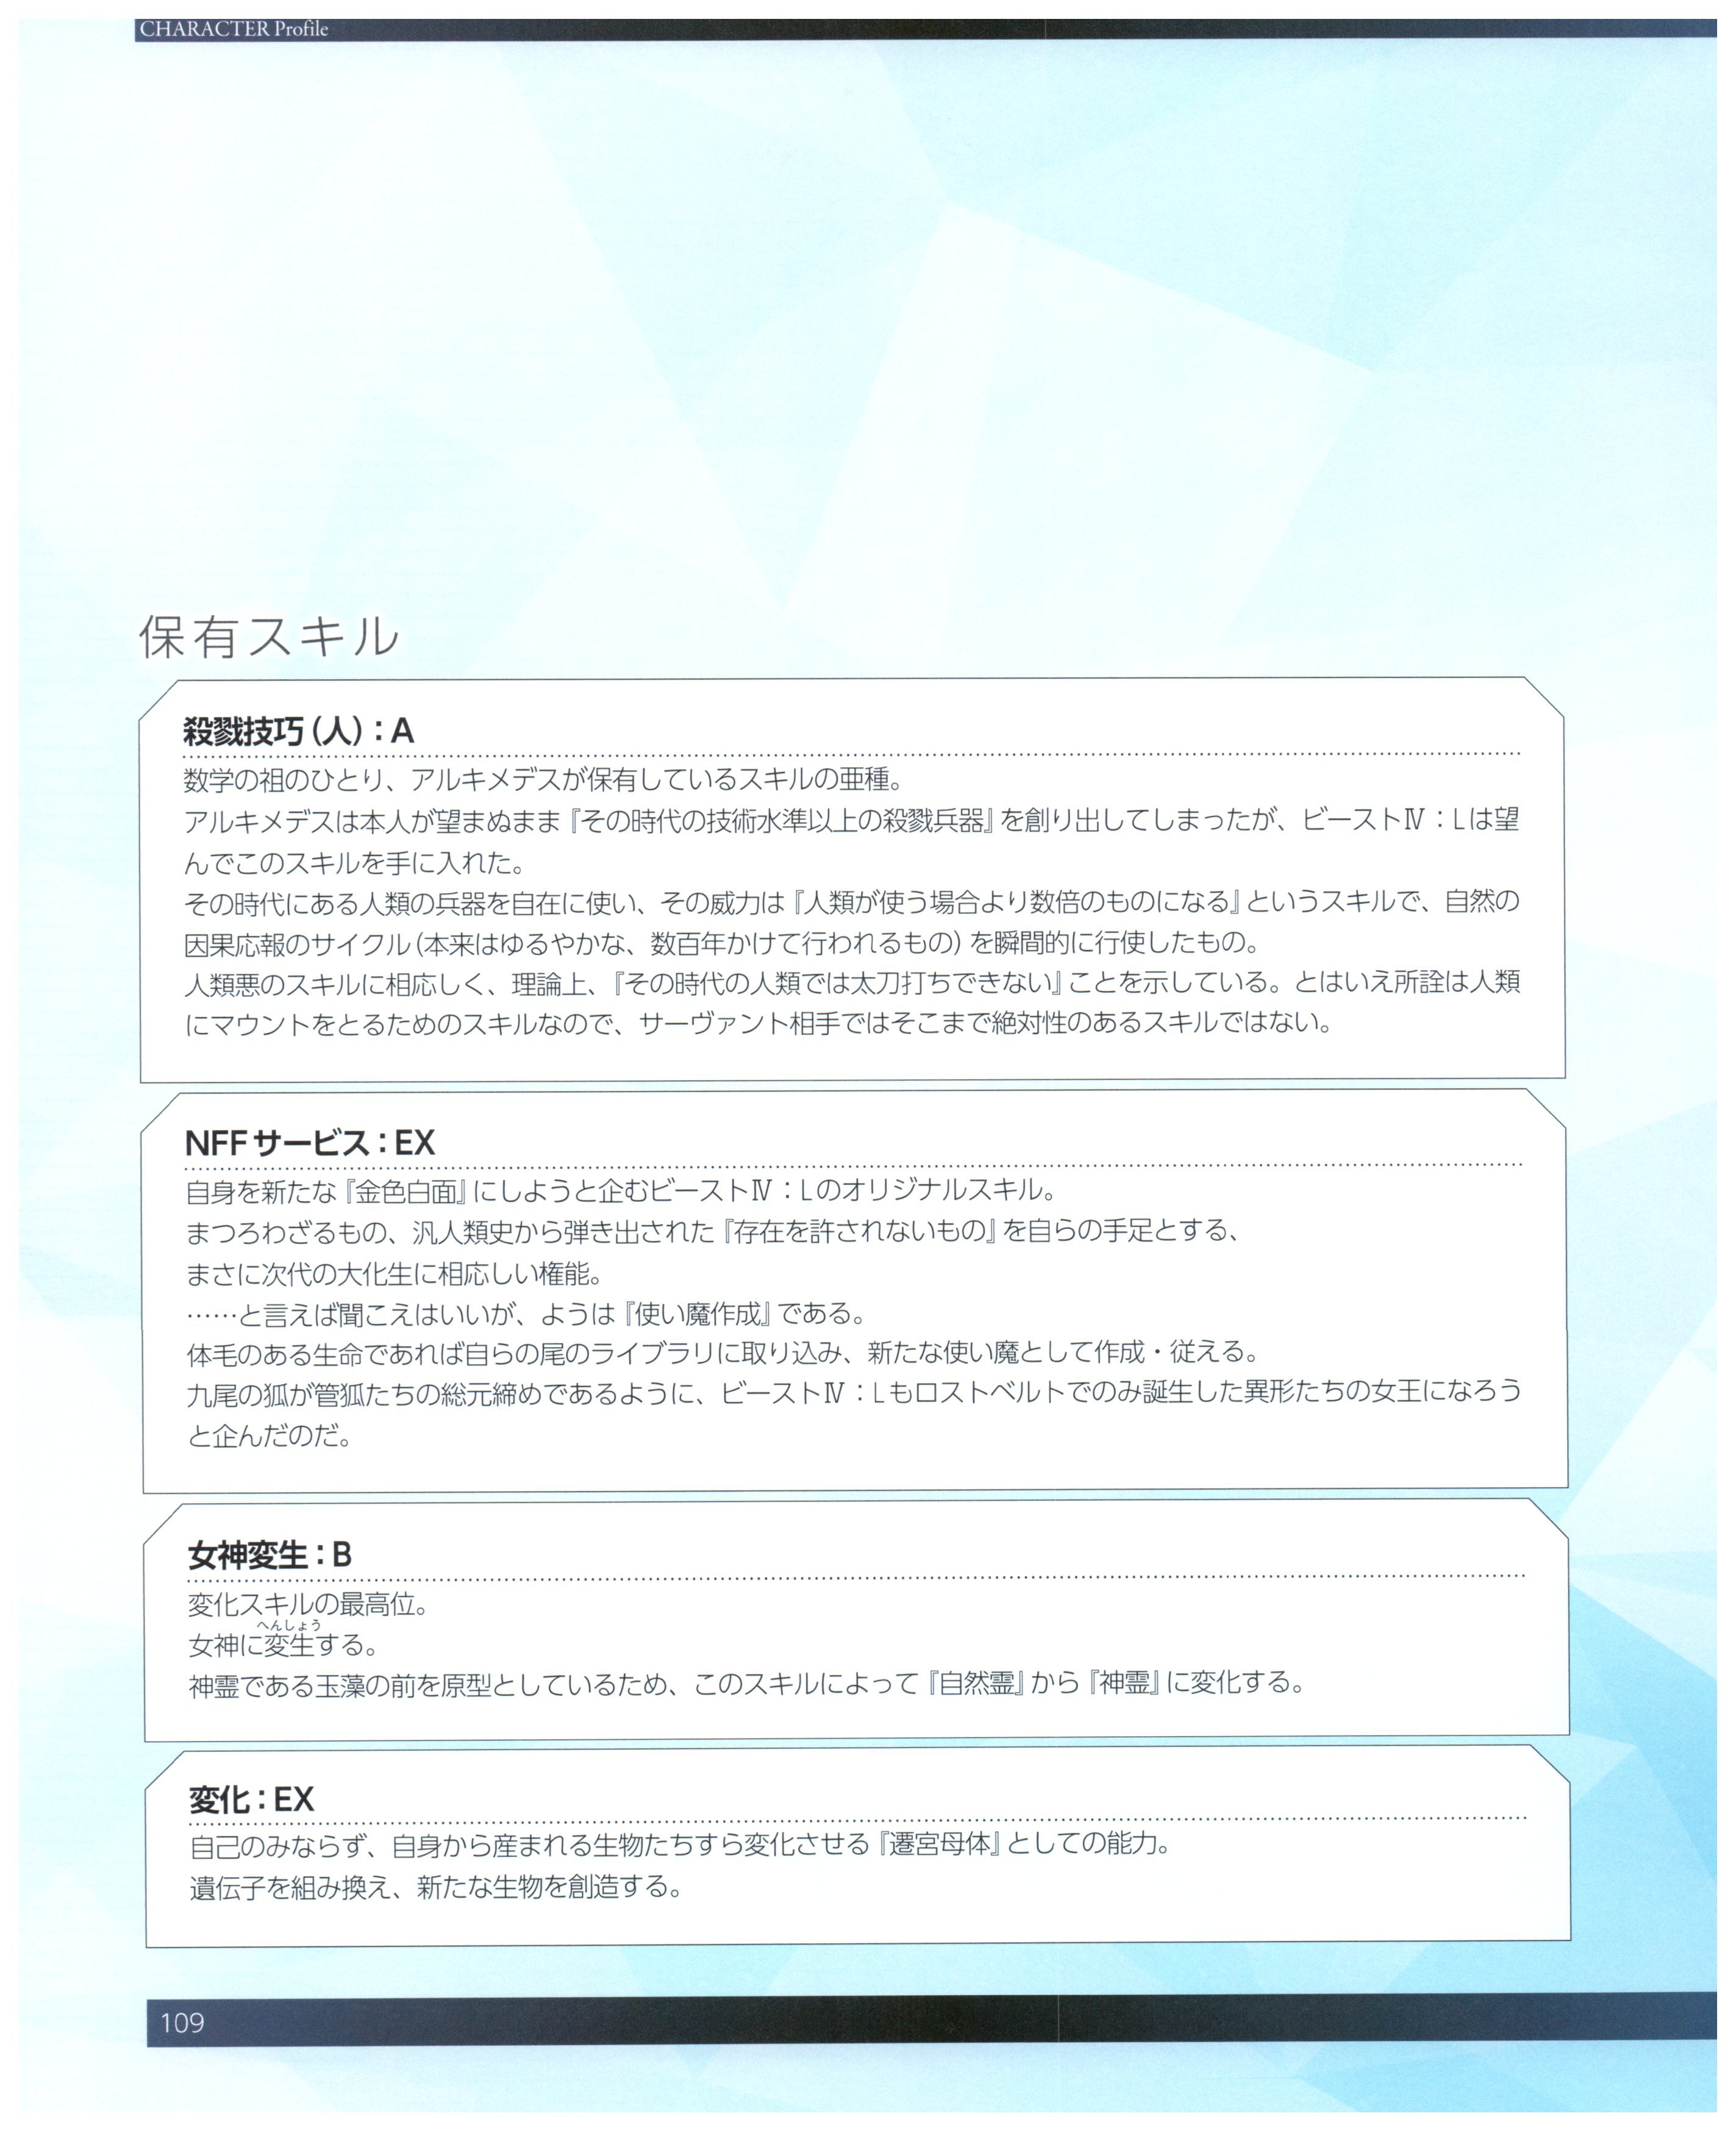 CHARACTER Profile
保有スキル
殺戮技巧（人）：A
数学の祖のひとり、アルキメデスが保有しているスキルの亜種。
アルキメデスは本人が望まぬまま『その時代の技術水準以上の殺戮兵器』を創り出してしまったが、ビーストⅣ：Lは望
んでこのスキルを手に入れた。
その時代にある人類の兵器を自在に使い、その威力は『人類が使う場合より数倍のものになる』というスキルで、自然の
因果応報のサイクル（本来はゆるやかな、数百年かけて行われるもの）を瞬間的に行使したもの。
人類悪のスキルに相応しく、理論上、『その時代の人類では太刀打ちできない』ことを示している。とはいえ所詮は人類
にマウントをとるためのスキルなので、サーヴァント相手ではそこまで絶対性のあるスキルではない。
NFFサービス：EX
自身を新たな『金色白面』にしようと企むビーストⅣ：Lのオリジナルスキル。
まつろわざるもの、汎人類史から弾き出された『存在を許されないもの』を自らの手足とする、
まさに次代の大化生に相応しい権能。
……と言えば聞こえはいいが、ようは『使い魔作成』である。
体毛のある生命であれば自らの尾のライブラリに取り込み、新たな使い魔として作成・従える。
九尾の狐が管狐たちの総元締めであるように、ビーストⅣ：Lもロストベルトでのみ誕生した異形たちの女王になろう
と企んだのだ。
女神変生：B
変化スキルの最高位。
へんしょう
女神に変生する。
神霊である玉藻の前を原型としているため、このスキルによって『自然霊』から『神霊』に変化する。
変化：EX
自己のみならず、自身から産まれる生物たちすら変化させる『遷宮母体』としての能力。
遺伝子を組み換え、新たな生物を創造する。
109